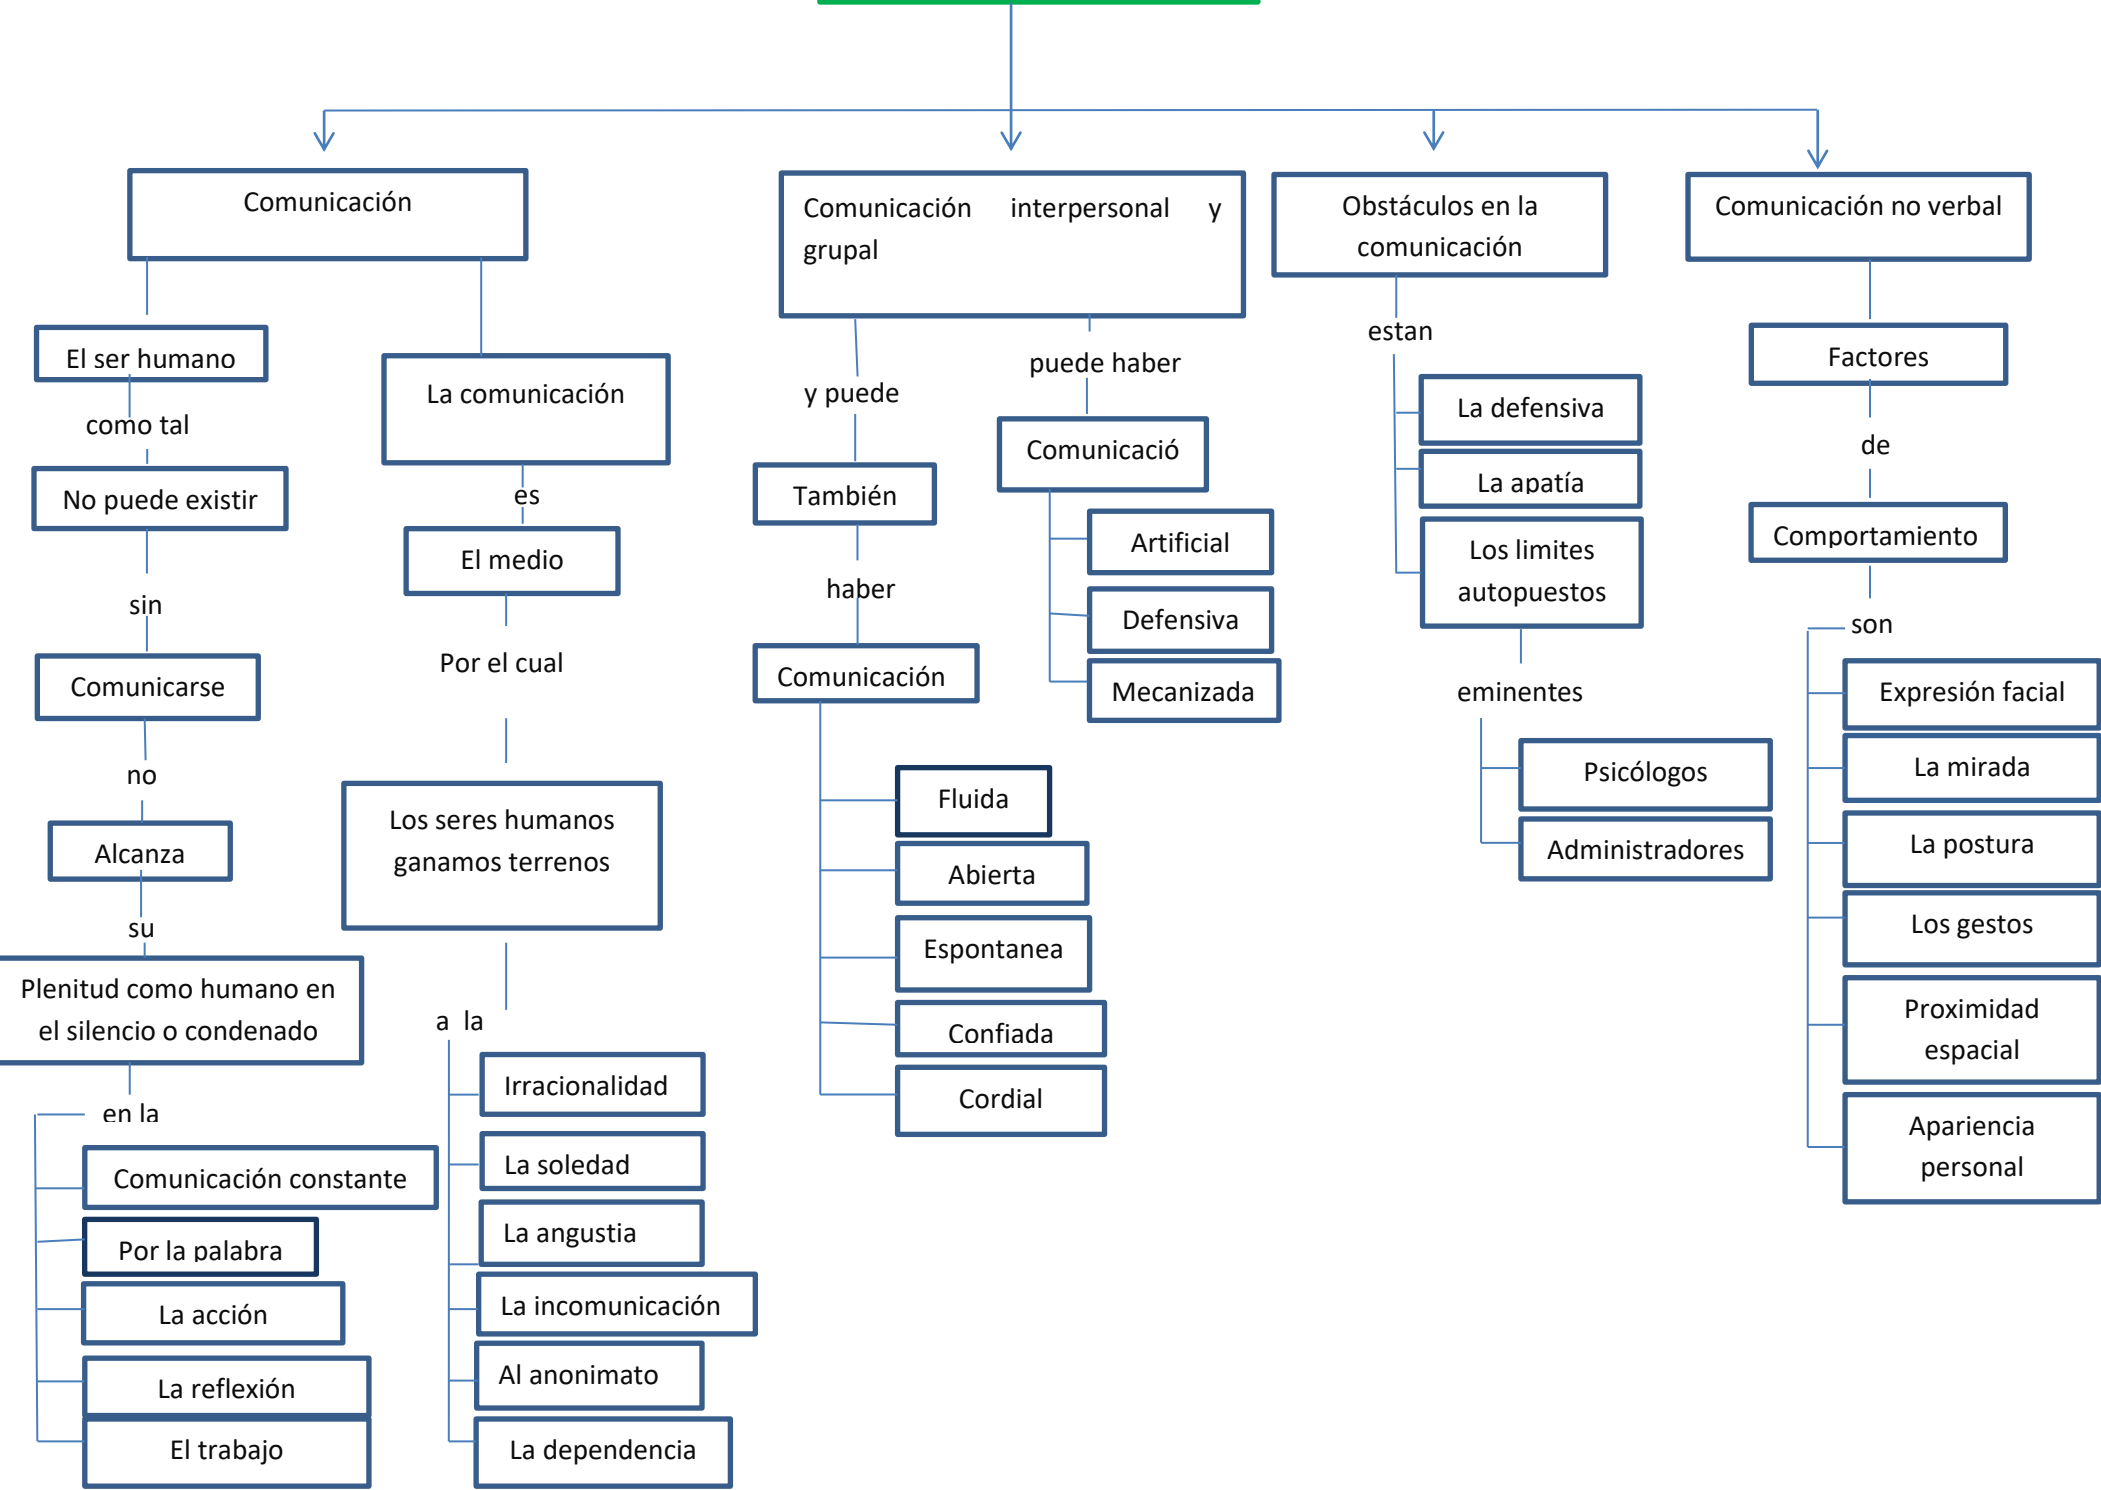 Comunicación
El ser humano
como tal
No puede existir
sin
Comunicarse
no
Alcanza
su
Plenitud como humano en
el silencio o condenado
en la
Comunicación constante
Por la palabra
La acción
La reflexión
El trabajo
La comunicación
es
El medio
Por el cual
Los seres humanos
ganamos terrenos
a la
Irracionalidad
La soledad
La angustia
La incomunicación
Al anonimato
La dependencia
Comunicación interpersonal y
grupal
y puede
También
haber
Comunicación
Fluida
Abierta
Espontanea
Confiada
Cordial
puede haber
Comunicació
Artificial
Defensiva
Mecanizada
Obstáculos en la
comunicación
estan
La defensiva
La apatía
Los limites
autopuestos
eminentes
Psicólogos
Administradores
Comunicación no verbal
Factores
de
Comportamiento
son
Expresión facial
La mirada
La postura
Los gestos
Proximidad
espacial
Apariencia
personal